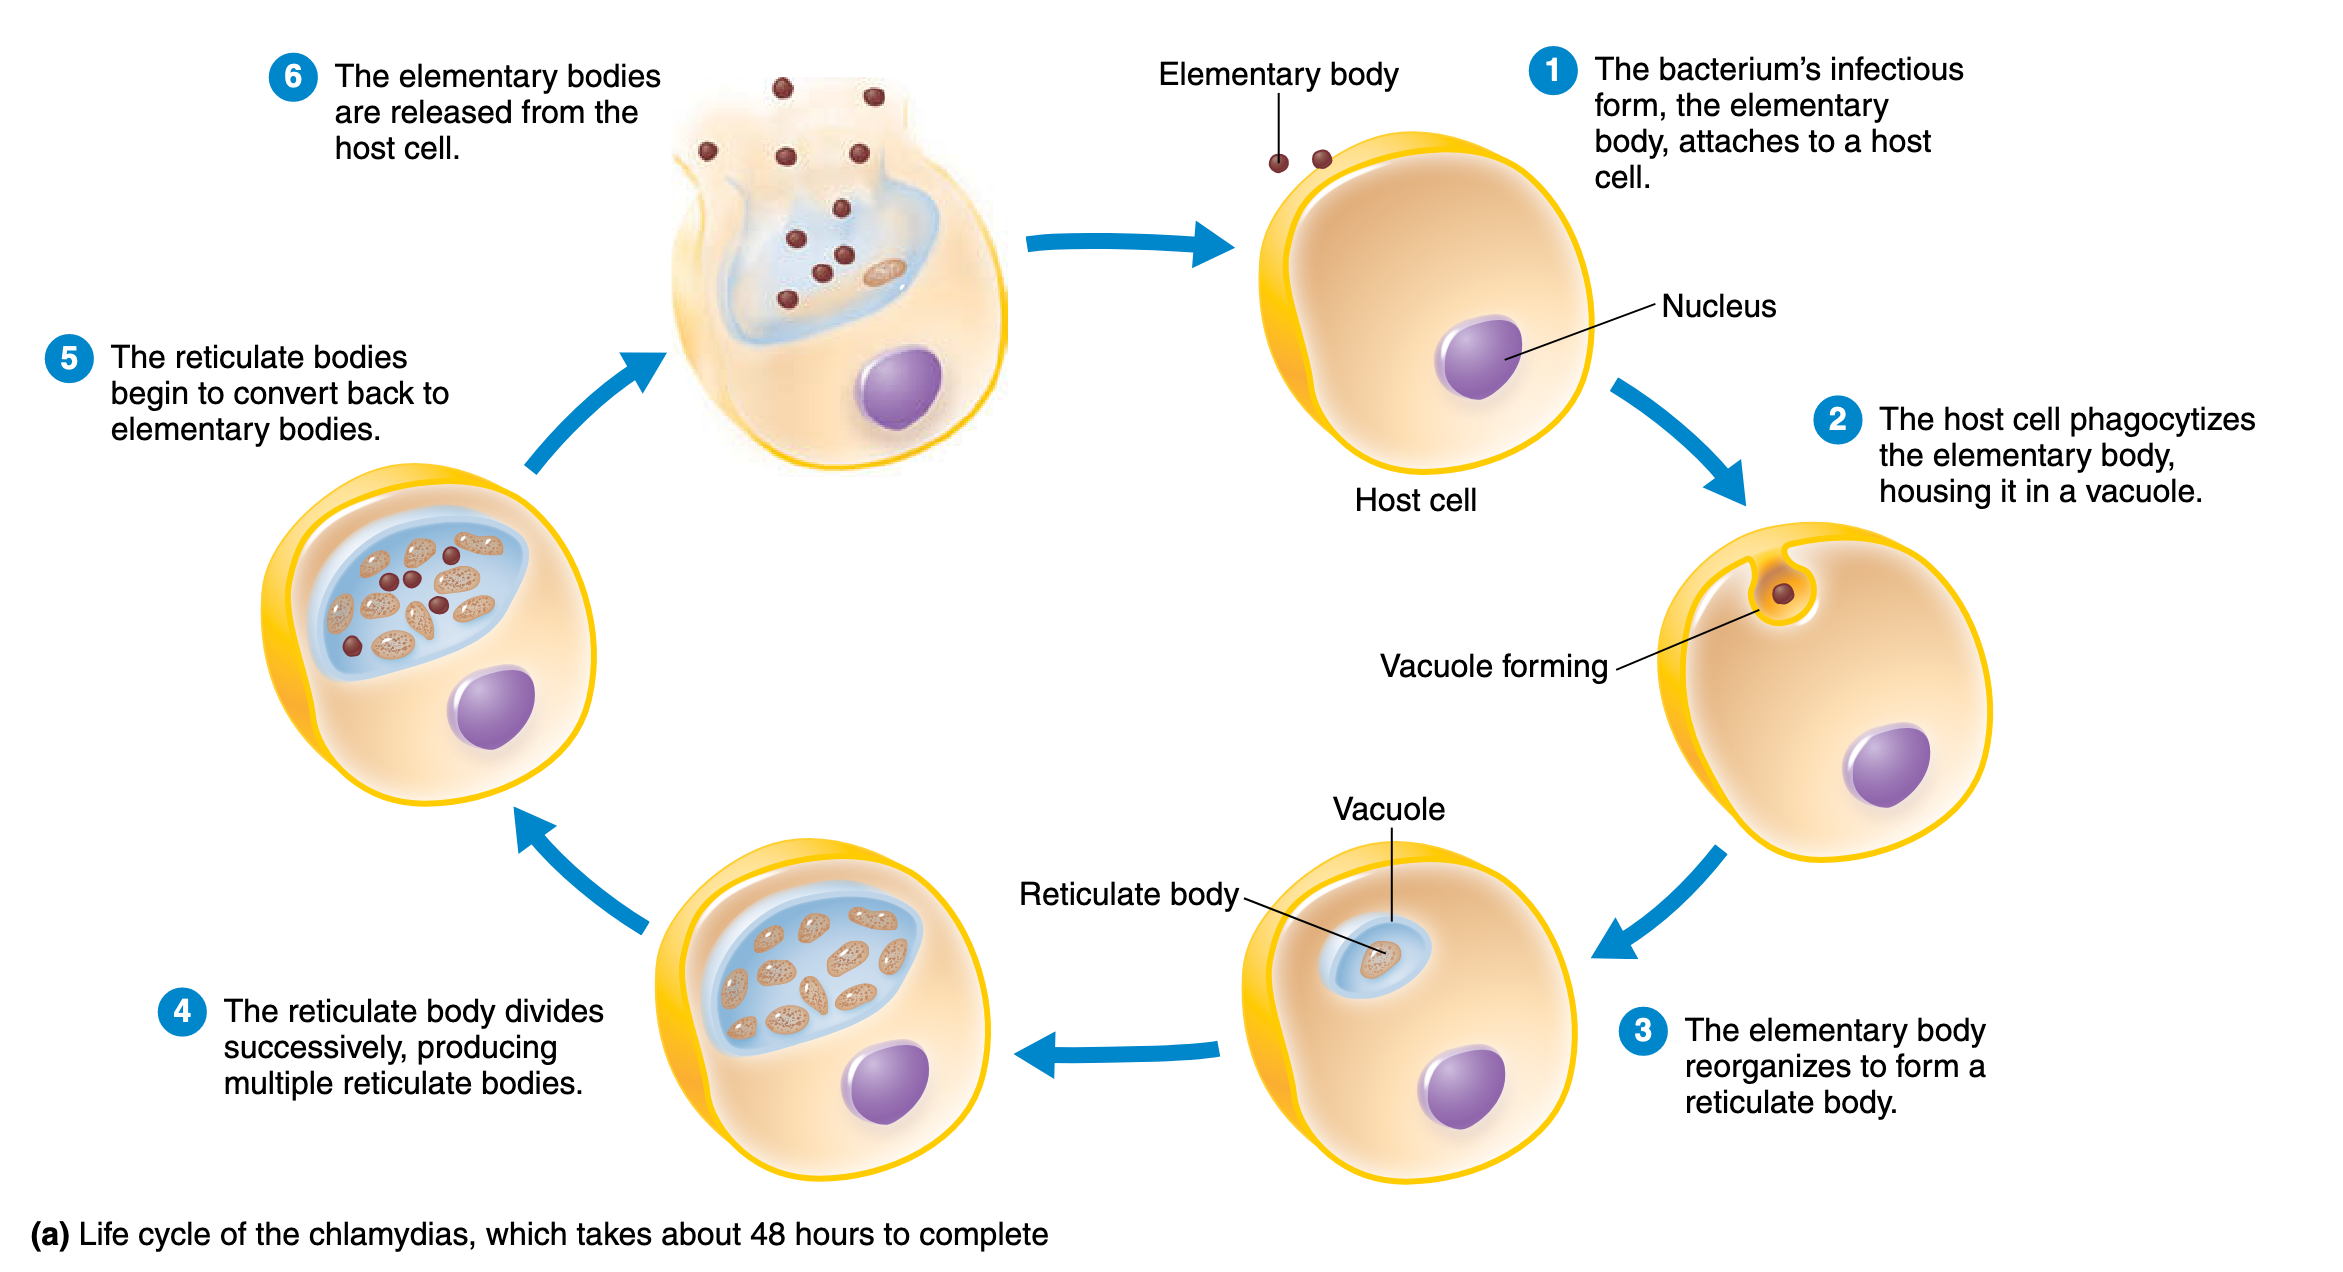 6 The elementary bodies
are released from the
host cell.
Elementary body
1 The bacterium’s infectious
form, the elementary
body, attaches to a host
cell.
Nucleus
Host cell
2 The host cell phagocytizes
the elementary body,
housing it in a vacuole.
Vacuole forming
Vacuole
Reticulate body
3 The elementary body
reorganizes to form a
reticulate body.
4 The reticulate body divides
successively, producing
multiple reticulate bodies.
5 The reticulate bodies
begin to convert back to
elementary bodies.
(a) Life cycle of the chlamydias, which takes about 48 hours to complete